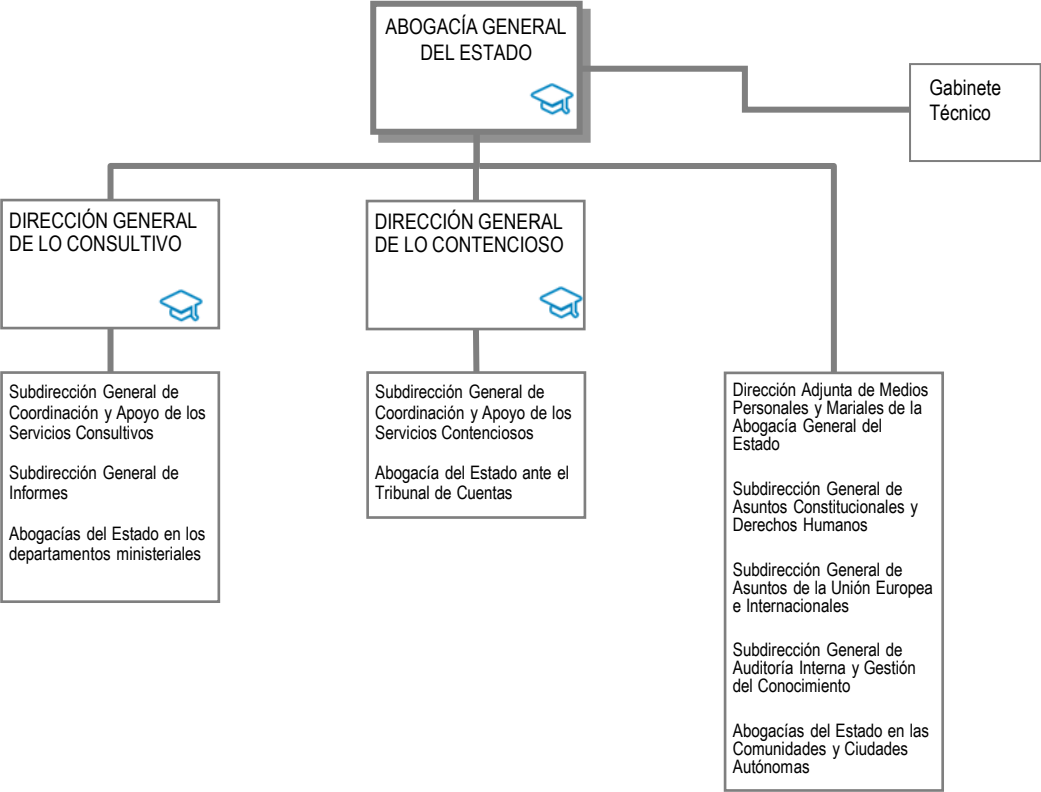 ABOGACÍA GENERAL
DEL ESTADO
Gabinete
Técnico
DIRECCIÓN GENERAL
DE LO CONSULTIVO
DIRECCIÓN GENERAL
DE LO CONTENCIOSO
Subdirección General de
Coordinación y Apoyo de los
Servicios Consultivos
Subdirección General de
Informes
Abogacías del Estado en los
departamentos ministeriales
Subdirección General de
Coordinación y Apoyo de los
Servicios Contenciosos
Abogacía del Estado ante el
Tribunal de Cuentas
Dirección Adjunta de Medios
Personales y Mariales de la
Abogacía General del
Estado
Subdirección General de
Asuntos Constitucionales y
Derechos Humanos
Subdirección General de
Asuntos de la Unión Europea
e Internacionales
Subdirección General de
Auditoría Interna y Gestión
del Conocimiento
Abogacías del Estado en las
Comunidades y Ciudades
Autónomas